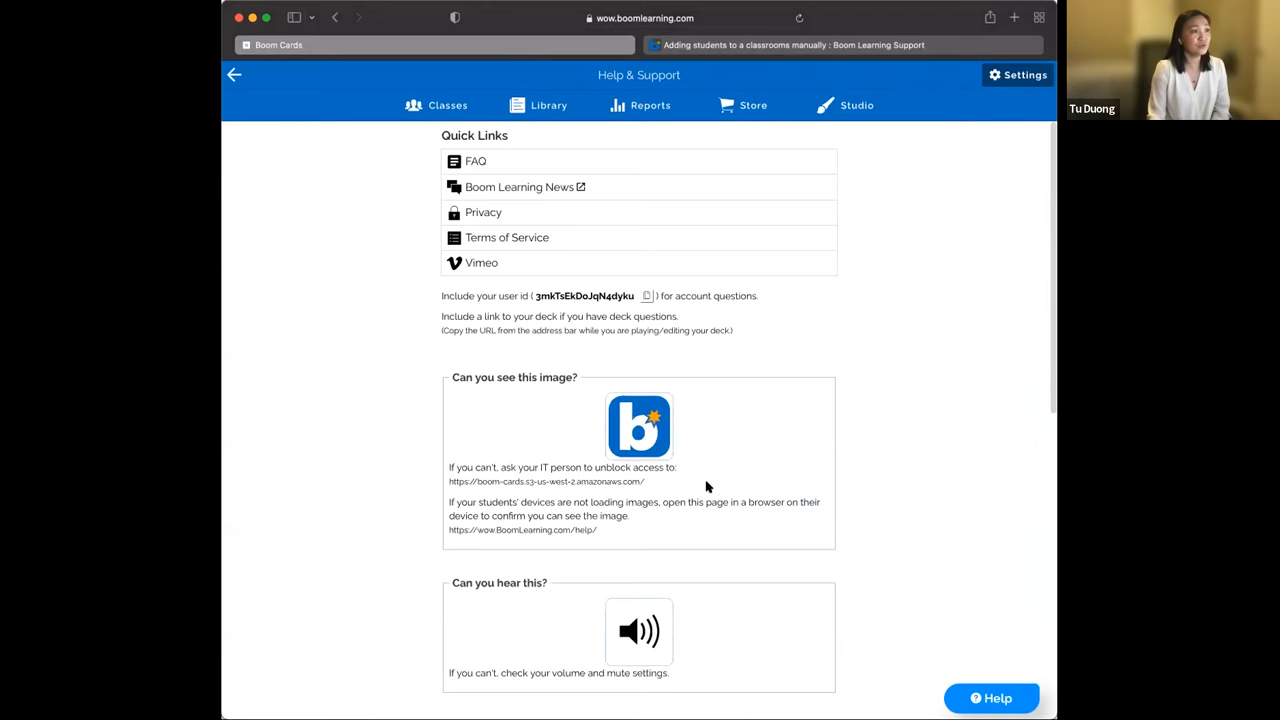 wow.boomlearning.com
Boom Cards
Adding students to a classrooms manually : Boom Learning Support
Help & Support
Settings
Classes
Library
Reports
Store
Studio
Tu Duong
Quick Links
FAQ
Boom Learning News
Privacy
Terms of Service
Vimeo
Include your user id ( 3mkTsEkDoJqN4dyku ) for account questions.
Include a link to your deck if you have deck questions.
(Copy the URL from the address bar while you are playing/editing your deck.)
Can you see this image?
b
If you can't, ask your IT person to unblock access to:
https://boom-cards.s3-us-west-2.amazonaws.com/
If your students' devices are not loading images, open this page in a browser on their
device to confirm you can see the image.
https://wow.BoomLearning.com/help/
Can you hear this?
If you can't, check your volume and mute settings.
Help